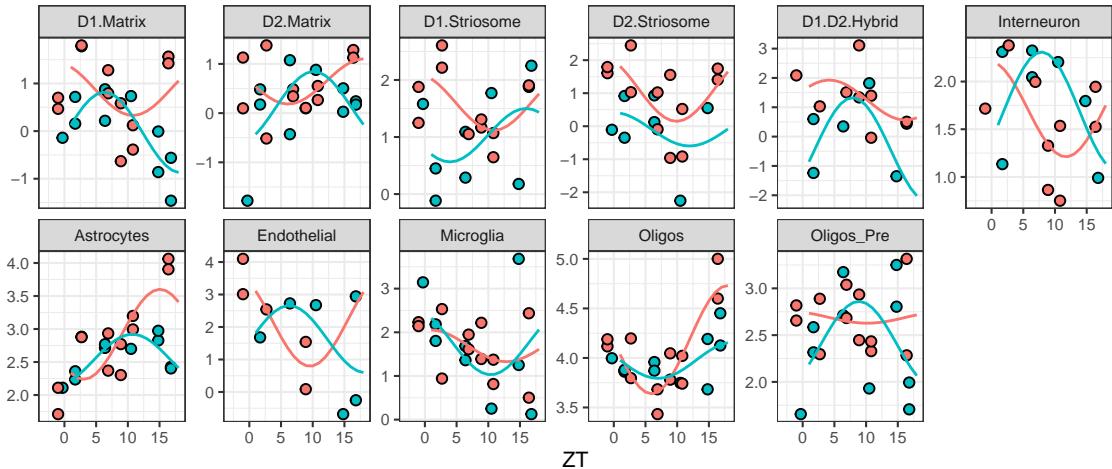 D1.Matrix D2.Matrix D1.Striosome D2.Striosome D1.D2.Hybrid Interneuron
1 0 −1
1 0 −1
2 1 0
2 1 0 −1 −2
3 2 1 0 −1 −2
2.0 1.5 1.0
Astrocytes Endothelial Microglia Oligos Oligos_Pre
0 5 10 15
4.0 3.5 3.0 2.5 2.0
4 3 2 1 0
3 2 1 0
5.0 4.5 4.0 3.5
3.0 2.5 2.0
0 5 10 15 0 5 10 15 0 5 10 15 0 5 10 15 0 5 10 15
ZT